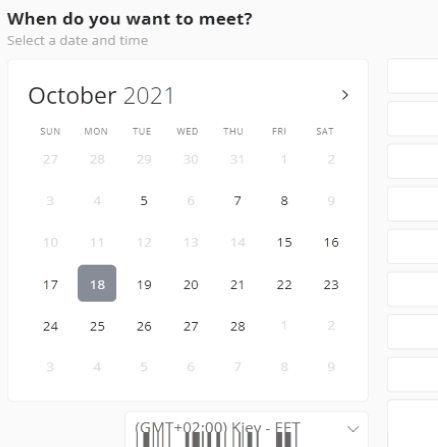 When do you want to meet?
Select a date and time
October 2021
SUN MON TUE WED THU FRI SAT
27 28 29 30 31 1 2
3 4 5 6 7 8 9
10 11 12 13 14 15 16
17 18 19 20 21 22 23
24 25 26 27 28 1 2
3 4 5 6 7 8 9
(GMT+02:00) Kiev - EET